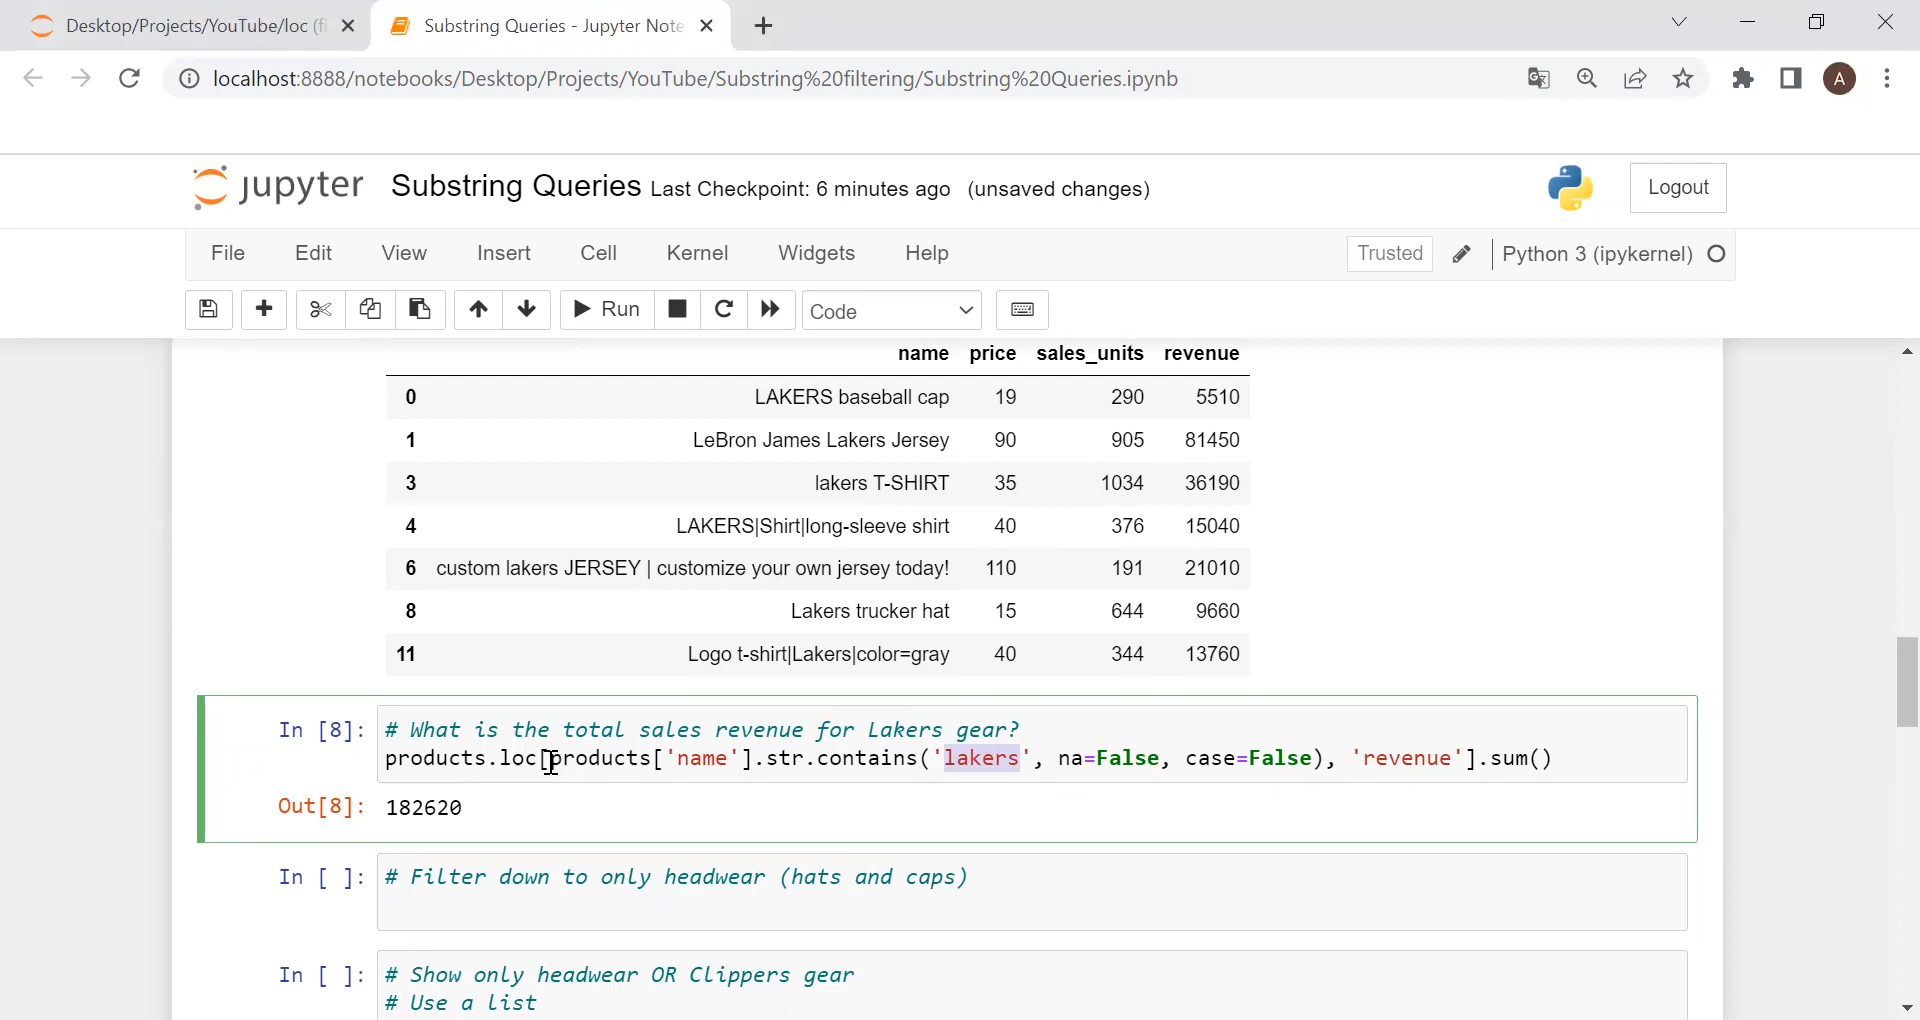 Desktop/Projects/YouTube/loc (fi
Substring Queries - Jupyter Note
localhost:8888/notebooks/Desktop/Projects/YouTube/Substring%20filtering/Substring%20Queries.ipynb
A
jupyter Substring Queries Last Checkpoint: 6 minutes ago (unsaved changes)
Logout
File Edit View Insert Cell Kernel Widgets Help
Trusted Python 3 (ipykernel)
Run Code
name price sales_units revenue
0 LAKERS baseball cap 19 290 5510
1 LeBron James Lakers Jersey 90 905 81450
3 lakers T-SHIRT 35 1034 36190
4 LAKERS|Shirt|long-sleeve shirt 40 376 15040
6 custom lakers JERSEY | customize your own jersey today! 110 191 21010
8 Lakers trucker hat 15 644 9660
11 Logo t-shirt|Lakers|color=gray 40 344 13760
In [8]: # What is the total sales revenue for Lakers gear?
products.loc[products['name'].str.contains('lakers', na=False, case=False), 'revenue'].sum()
Out[8]: 182620
In [ ]: # Filter down to only headwear (hats and caps)
In [ ]: # Show only headwear OR Clippers gear
# Use a list